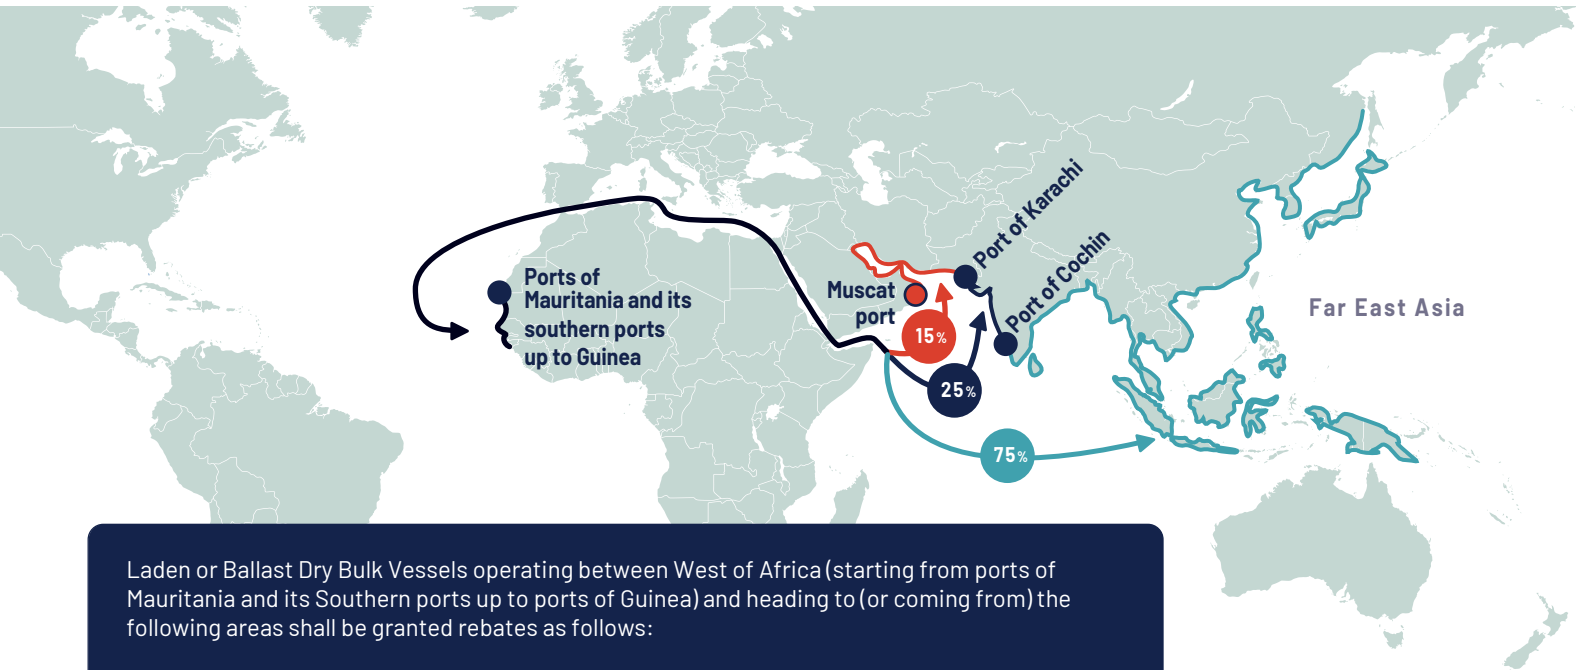 Port of Karachi
Port of Cochin
Ports of
Mauritania and its
southern ports
up to Guinea
Muscat
port
Far East Asia
15%
25%
75%
Laden or Ballast Dry Bulk Vessels operating between West of Africa (starting from ports of
Mauritania and its Southern ports up to ports of Guinea) and heading to (or coming from) the
following areas shall be granted rebates as follows: